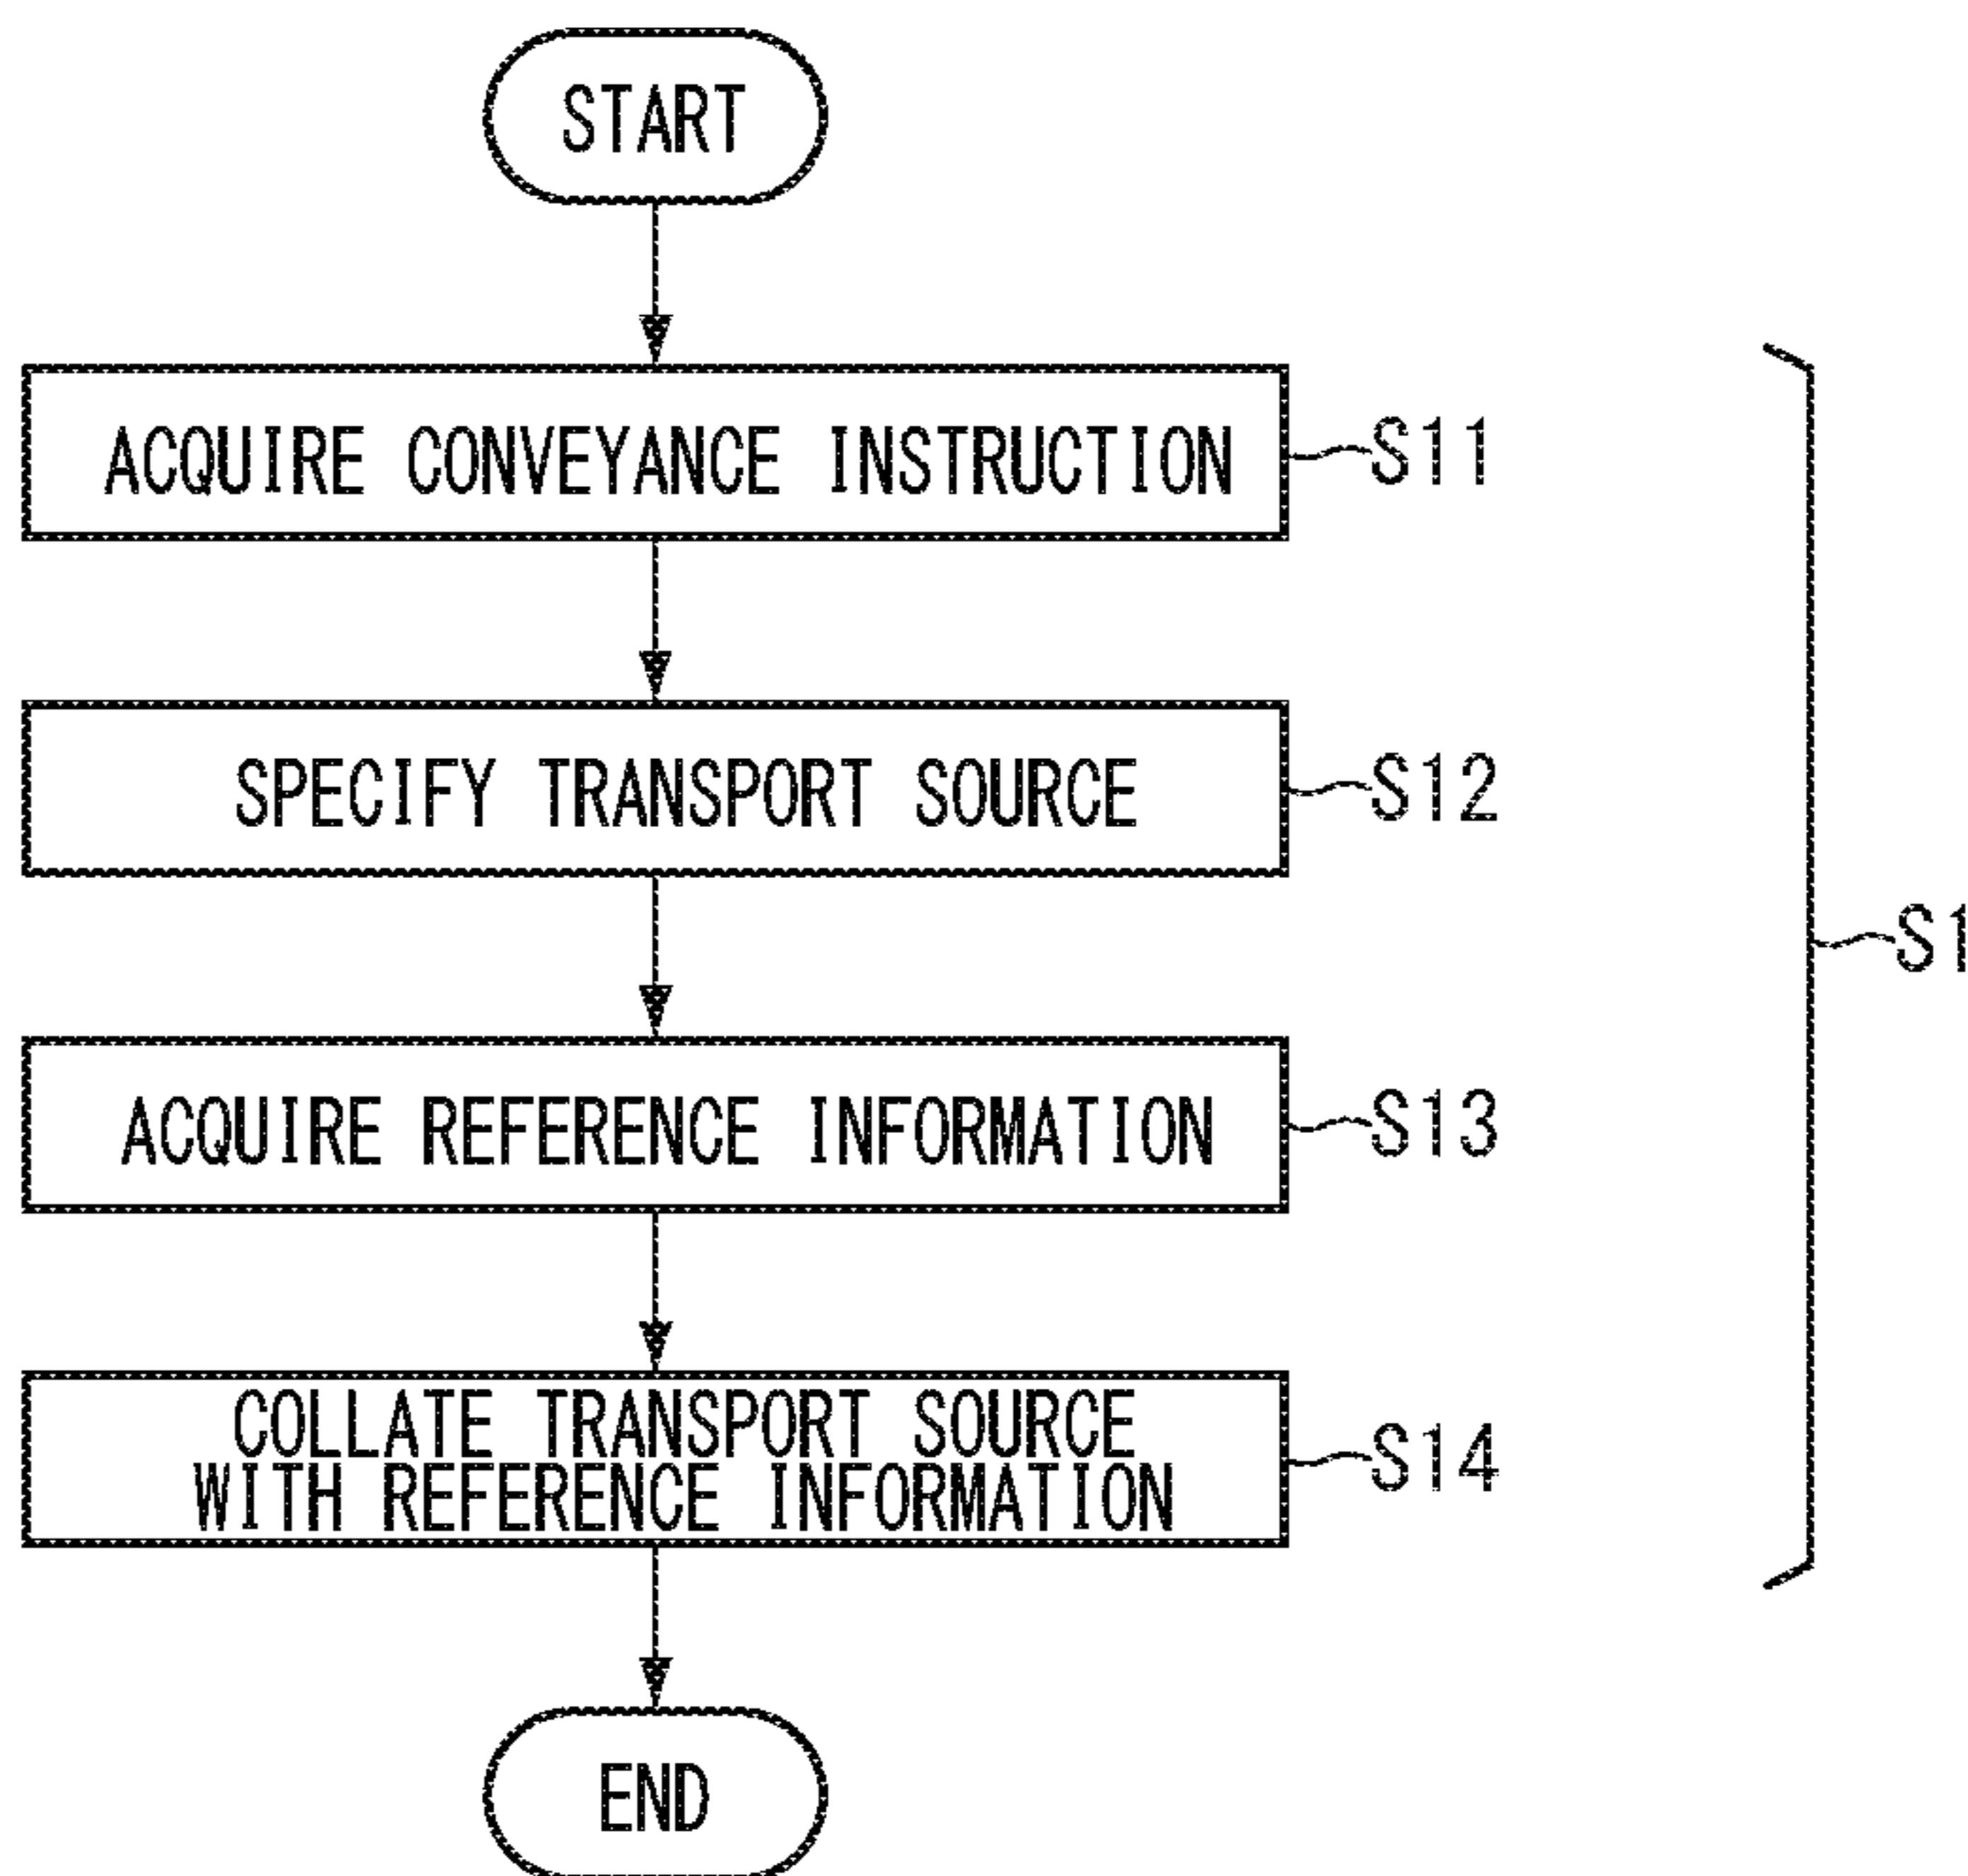 START
ACQUIRE CONVEYANCE INSTRUCTION
S11
SPECIFY TRANSPORT SOURCE
S12
S1
ACQUIRE REFERENCE INFORMATION
S13
COLLATE TRANSPORT SOURCE
WITH REFERENCE INFORMATION
S14
END